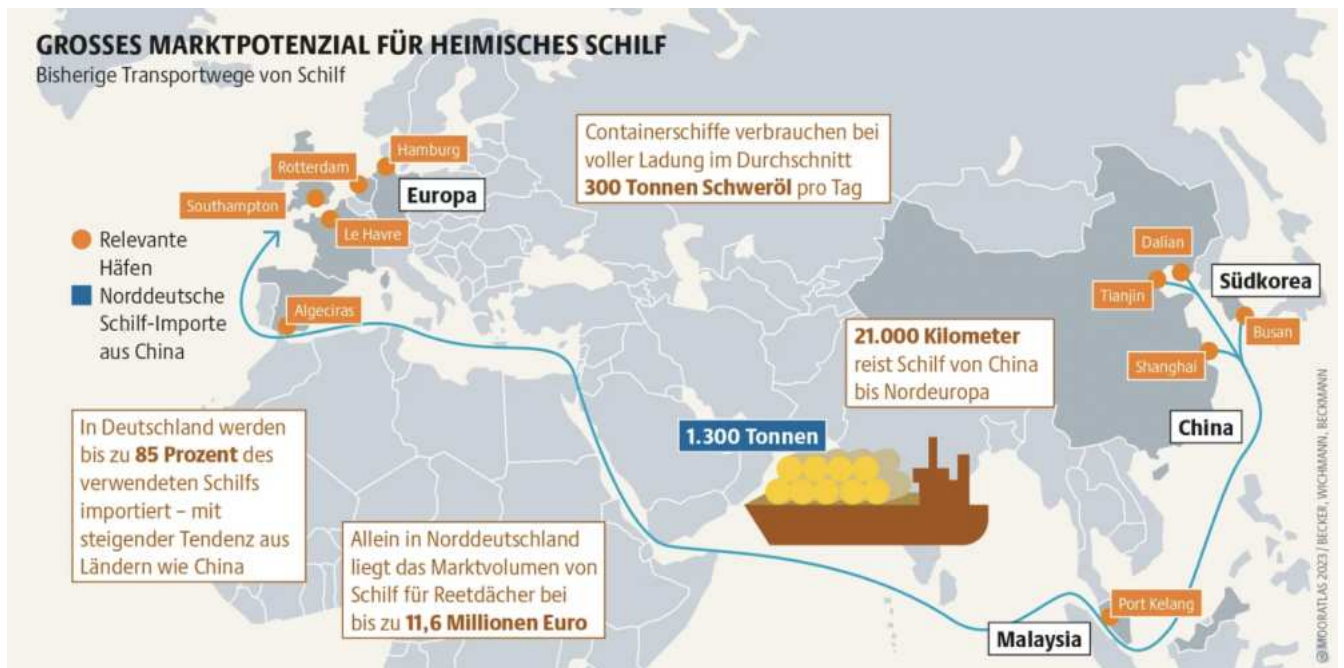 GROSSES MARKTPOTENZIAL FÜR HEIMISCHES SCHILF
Bisherige Transportwege von Schilf
Containerschiffe verbrauchen bei
voller Ladung im Durchschnitt
300 Tonnen Schweröl pro Tag
Hamburg
Rotterdam
Europa
Southampton
Le Havre
Relevante
Häfen
Norddeutsche
Schilf-Importe
aus China
Algeciras
Dalian
Südkorea
Tianjin
Busan
Shanghai
21.000 Kilometer
reist Schilf von China
bis Nordeuropa
China
1.300 Tonnen
In Deutschland werden
bis zu 85 Prozent des
verwendeten Schilfs
importiert – mit
steigender Tendenz aus
Ländern wie China
Allein in Norddeutschland
liegt das Marktvolumen von
Schilf für Reetdächer bei
bis zu 11,6 Millionen Euro
Port Kelang
Malaysia
@MOORATLAS 2023 / BECKER, WICHMANN, BECKMANN